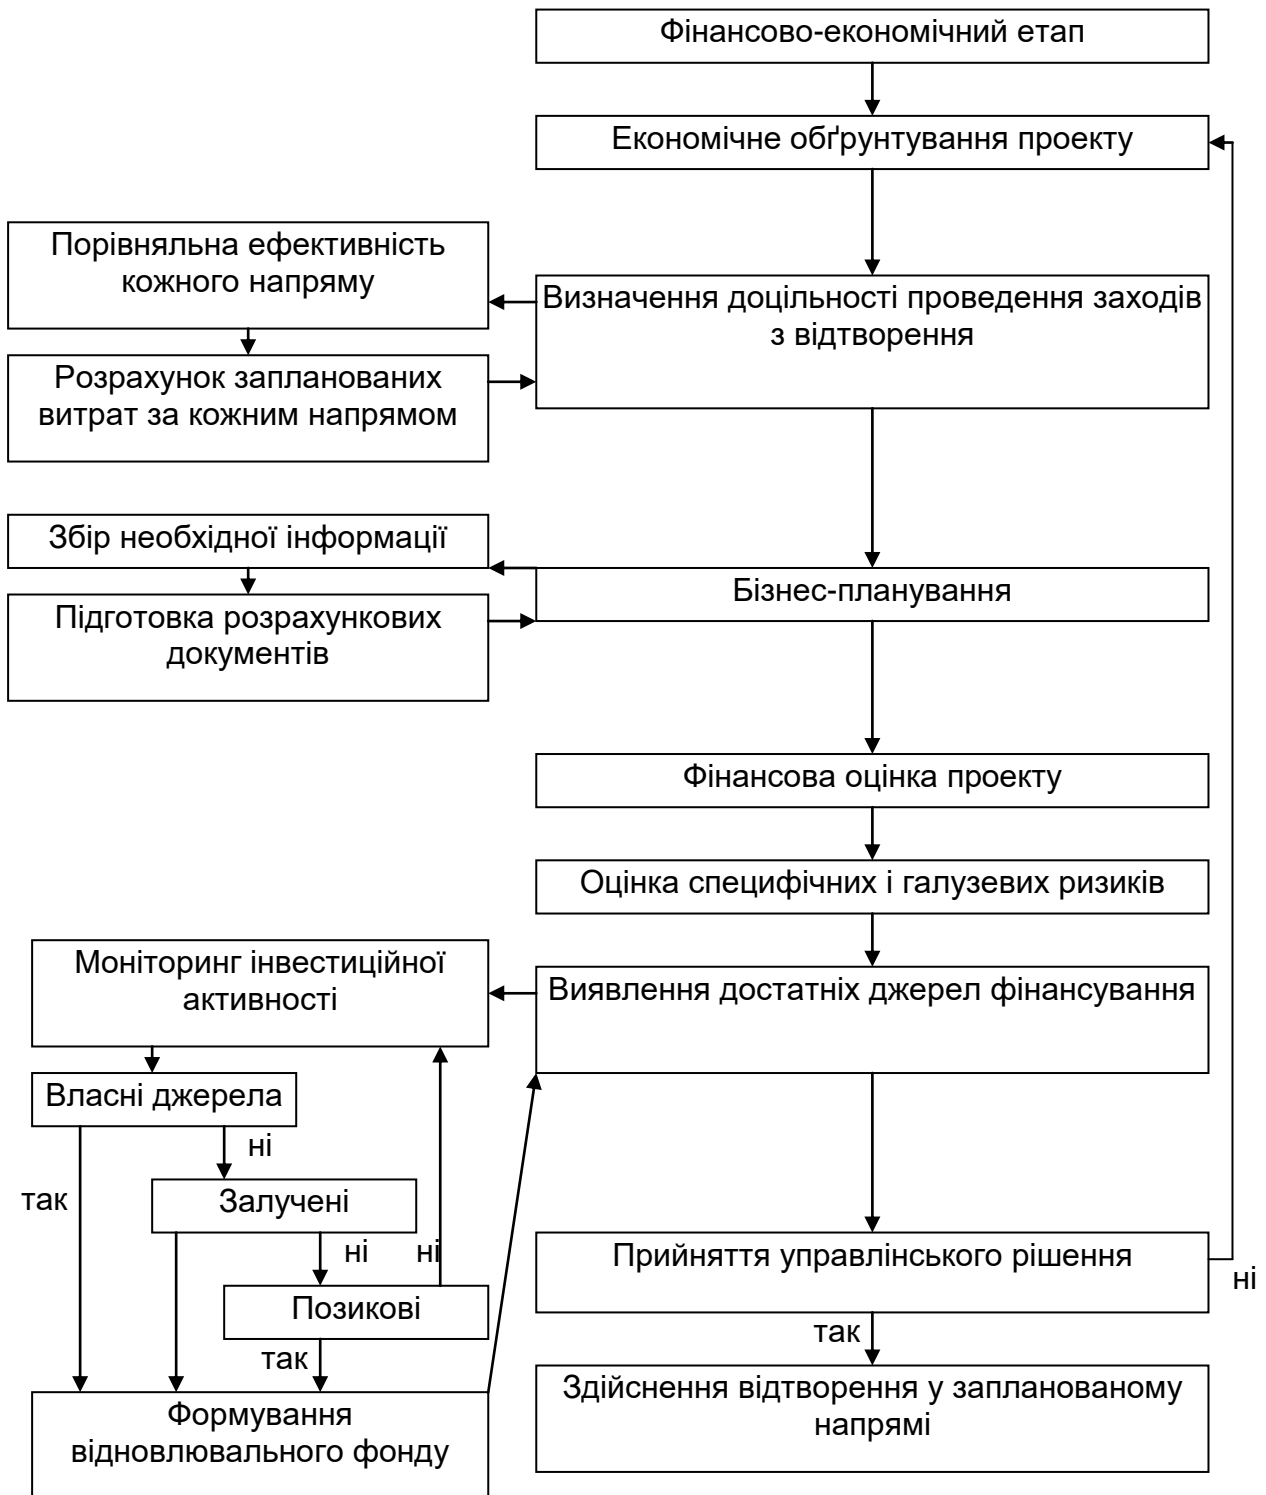 Фінансово-економічний етап
Економічне обґрунтування проекту
Порівняльна ефективність
кожного напряму
Визначення доцільності проведення заходів
з відтворення
Розрахунок запланованих
витрат за кожним напрямом
Збір необхідної інформації
Бізнес-планування
Підготовка розрахункових
документів
Фінансова оцінка проекту
Оцінка специфічних і галузевих ризиків
Моніторинг інвестиційної
активності
Виявлення достатніх джерел фінансування
Власні джерела
ні
так
Залучені
ні
ні
Прийняття управлінського рішення
ні
Позикові
так
так
Здійснення відтворення у запланованому
напрямі
Формування
відновлювального фонду